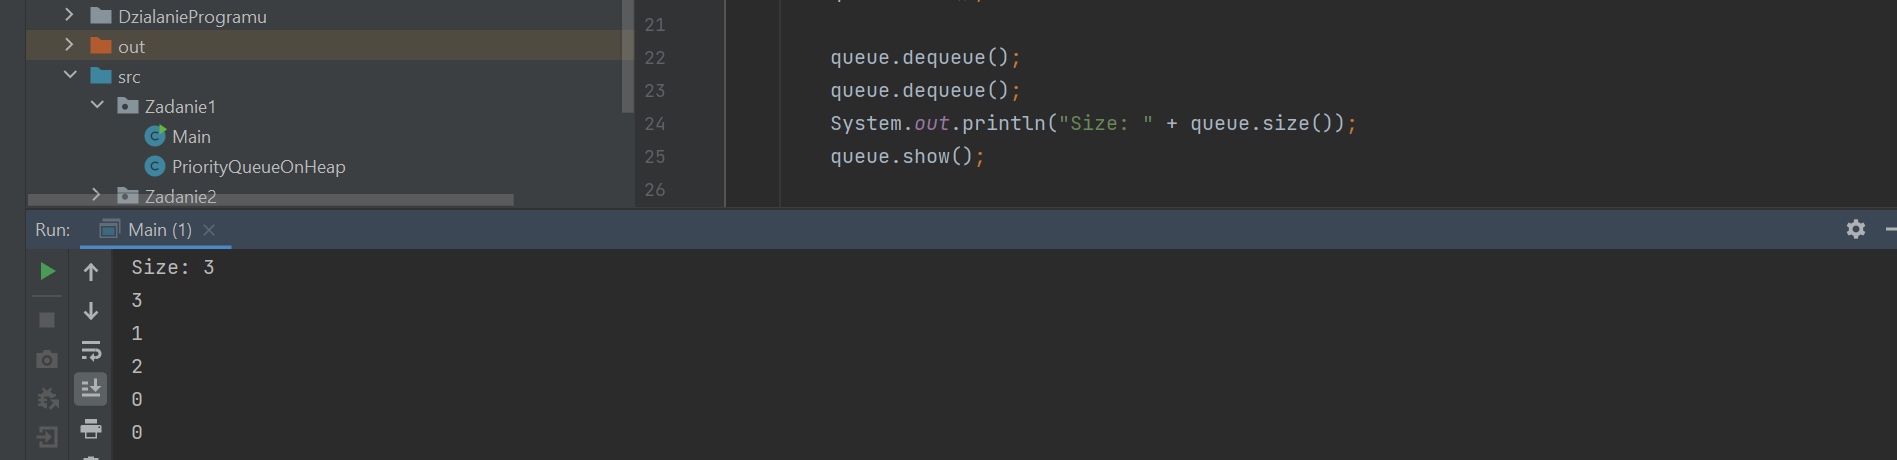 DzialanieProgramu
out
src
Zadanie1
Main
PriorityQueueOnHeap
Zadanie2
21
22 queue.dequeue();
23 queue.dequeue();
24 System.out.println("Size: " + queue.size());
25 queue.show();
26
Run: Main (1)
Size: 3
3
1
2
0
0